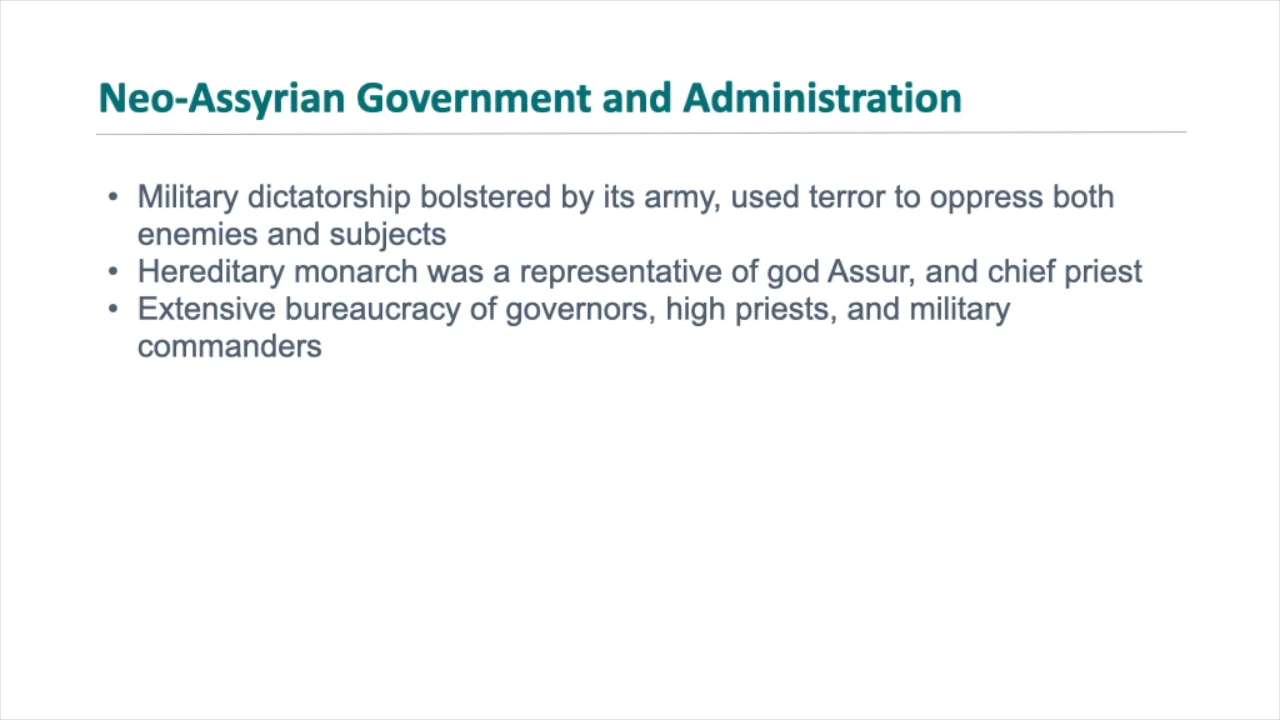 Neo-Assyrian Government and Administration
• Military dictatorship bolstered by its army, used terror to oppress both
enemies and subjects
• Hereditary monarch was a representative of god Assur, and chief priest
• Extensive bureaucracy of governors, high priests, and military
commanders